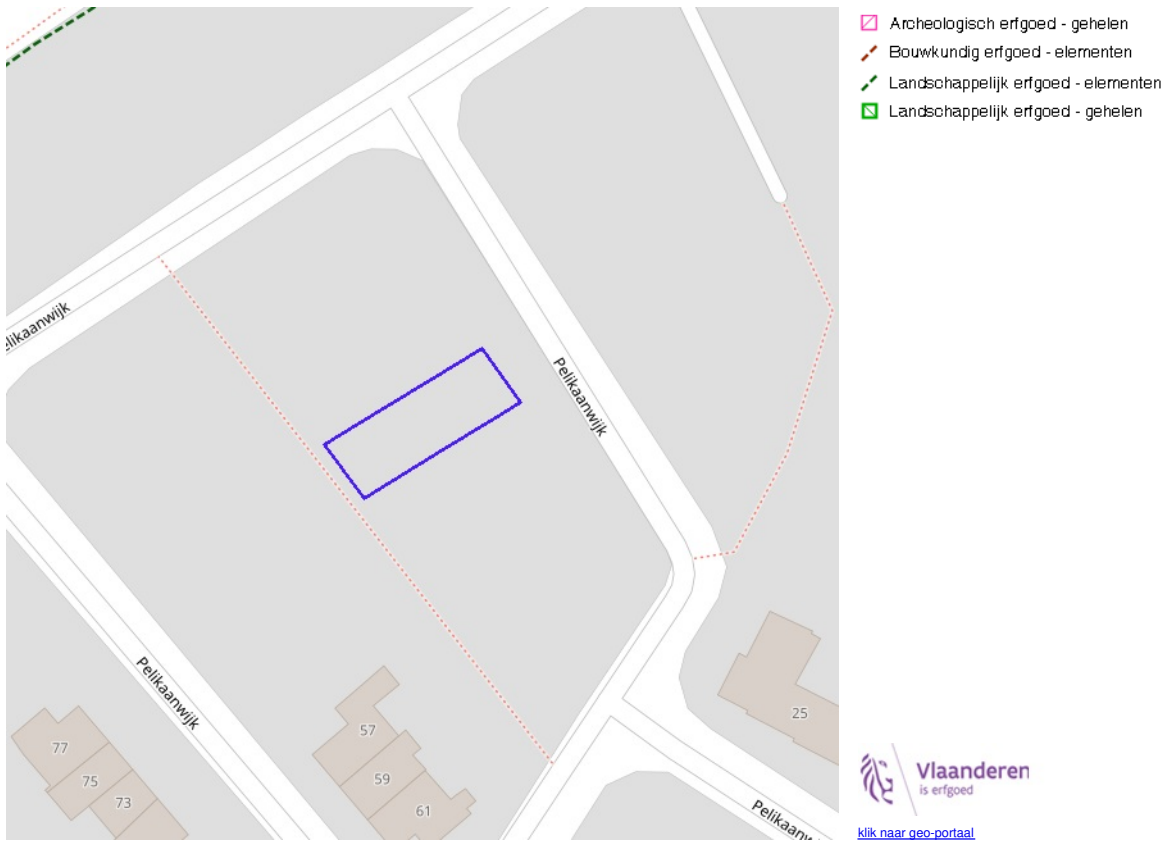 Archeologisch erfgoed - gehelen
Bouwkundig erfgoed - elementen
Landschappelijk erfgoed - elementen
Landschappelijk erfgoed - gehelen
elikaanwijk
Pelikaanwijk
Pelikaanwijk
77
75
73
57
59
61
25
Pelikaanw
Vlaanderen
is erfgoed
klik naar geo-portaal